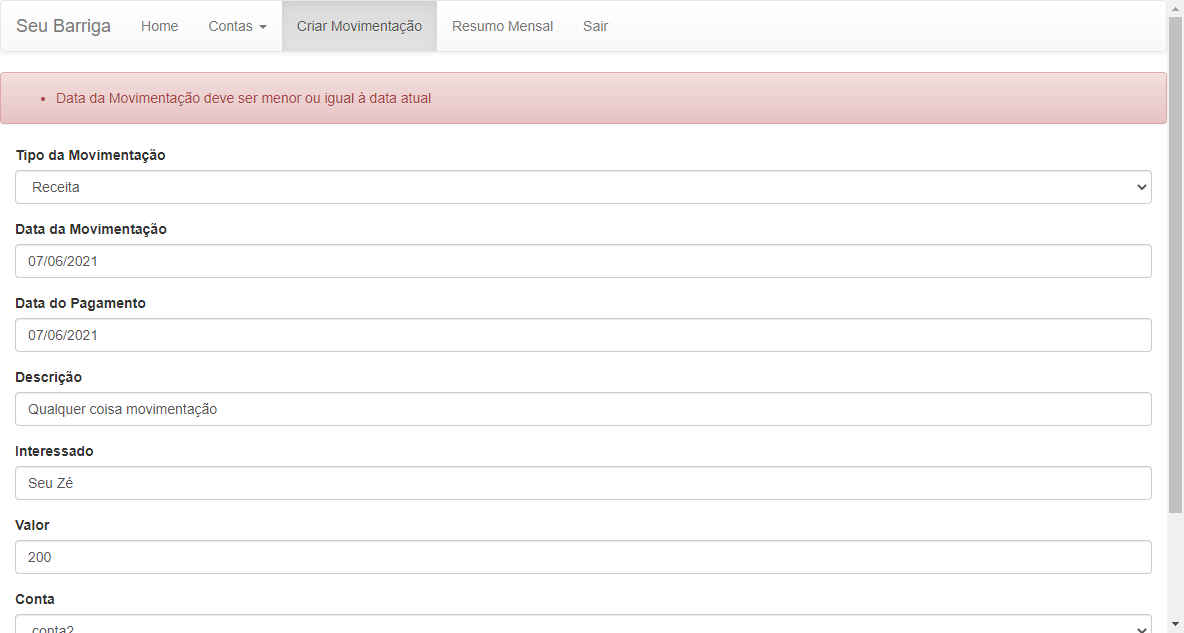 Seu Barriga Home Contas Criar Movimentação Resumo Mensal Sair
Data da Movimentação deve ser menor ou igual à data atual
Tipo da Movimentação
Receita
Data da Movimentação
07/06/2021
Data do Pagamento
07/06/2021
Descrição
Qualquer coisa movimentação
Interessado
Seu Zé
Valor
200
Conta
conta2